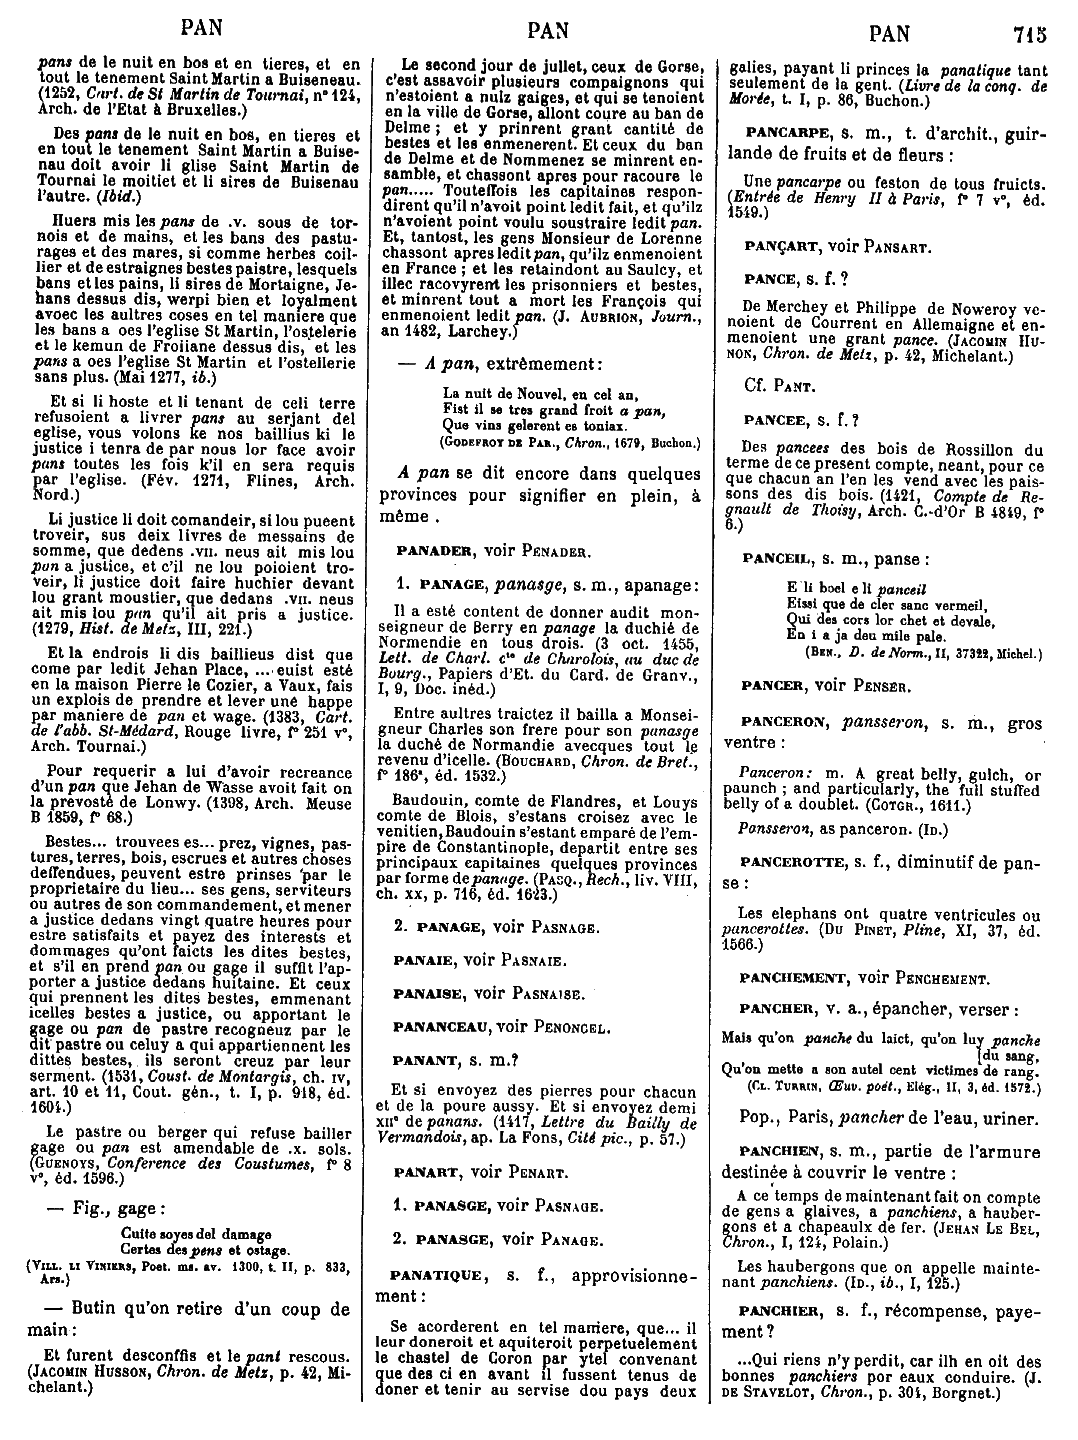 PAN
PAN
PAN 715
pans de le nuit en bos et en tieres, et en
tout le tenement Saint Martin a Buiseneau.
(1252, Cart. de St Martin de Tournai, n° 124,
Arch. de l'Etat à Bruxelles.)
Des pans de le nuit en bos, en tieres et
en tout le tenement Saint Martin a Buise-
nau doit avoir li glise Saint Martin de
Tournai le moitiet et li sires de Buisenau
l'autre. (Ibid.)
Huers mis les pans de .v. sous de tor-
nois et de mains, et les bans des pastu-
rages et des mares, si comme herbes coil-
lier et de estraignes bestes paistre, lesquels
bans et les pains, li sires de Mortaigne, Je-
hans dessus dis, werpi bien et loyalment
avoec les aultres coses en tel maniere que
les bans a oes l'eglise St Martin, l'ostelerie
et le kemun de Froiiane dessus dis, et les
pans a oes l'eglise St Martin et l'ostellerie
sans plus. (Mai 1277, ib.)
Et si li hoste et li tenant de celi terre
refusoient a livrer pans au serjant del
eglise, vous volons ke nos baillius ki le
justice i tenra de par nous lor face avoir
pans toutes les fois k'il en sera requis
par l'eglise. (Fév. 1271, Flines, Arch.
Nord.)
Li justice li doit comandeir, si lou pueent
troveir, sus deix livres de messains de
somme, que dedens .VII. neus ait mis lou
pan a justice, et c'il ne lou poioient tro-
veir, li justice doit faire huchier devant
lou grant moustier, que dedans .VII. neus
ait mis lou pan qu'il ait pris a justice.
(1279, Hist. de Metz, III, 221.)
Et la endrois li dis baillieus dist que
come par ledit Jehan Place, ... euist esté
en la maison Pierre le Cozier, a Vaux, fais
un explois de prendre et lever une happe
par maniere de pan et wage. (1383, Cart.
de l'abb. St-Médard, Rouge livre, f° 251 v°,
Arch. Tournai.)
Pour requerir a lui d'avoir recreance
d'un pan que Jehan de Wasse avoit fait on
la prevosté de Lonwy. (1398, Arch. Meuse
B 1859, f° 68.)
Bestes... trouvees es... prez, vignes, pas-
tures, terres, bois, escrues et autres choses
deffendues, peuvent estre prinses par le
proprietaire du lieu... ses gens, serviteurs
ou autres de son commandement, et mener
a justice dedans vingt quatre heures pour
estre satisfaits et payez des interests et
dommages qu'ont faicts les dites bestes,
et s'il en prend pan ou gage il suffit l'ap-
porter a justice dedans huitaine. Et ceux
qui prennent les dites bestes, emmenant
icelles bestes a justice, ou apportant le
gage ou pan de pastre recogneuz par le
dit pastre ou celuy a qui appartiennent les
dittes bestes, ils seront creuz par leur
serment. (1531, Coust. de Montargis, ch. IV,
art. 10 et 11, Cout. gén., t. I, p. 918, éd.
1604.)
Le pastre ou berger qui refuse bailler
gage ou pan est amendable de .x. sols.
(GUENOYS, Conference des Coustumes, f° 8
v°, éd. 1596.)
— Fig., gage :
Cuite soyes del damage
Certes des pens et ostage.
(VILL. LI VINIERS, Poet. ms. av. 1300, t. II, p. 833,
Ars.)
— Butin qu'on retire d'un coup de
main :
Et furent desconffis et le pant rescous.
(JACOMIN HUSSON, Chron. de Metz, p. 42, Mi-
chelant.)
Le second jour de jullet, ceux de Gorse,
c'est assavoir plusieurs compaignons qui
n'estoient a nulz gaiges, et qui se tenoient
en la ville de Gorse, allont coure au ban de
Delme ; et y prinrent grant cantité de
bestes et les enmenerent. Et ceux du ban
de Delme et de Nommenez se minrent en-
samble, et chassont apres pour racoure le
pan..... Touteffois les capitaines respon-
dirent qu'il n'avoit point ledit fait, et qu'ilz
n'avoient point voulu soustraire ledit pan.
Et, tantost, les gens Monsieur de Lorenne
chassont apres ledit pan, qu'ilz enmenoient
en France ; et les retaindont au Saulcy, et
illec racovyrent les prisonniers et bestes,
et minrent tout a mort les François qui
enmenoient ledit pan. (J. AUBRION, Journ.,
an 1482, Larchey.)
— A pan, extrêmement :
La nuit de Nouvel, en cel an,
Fist il se tres grand froit a pan,
Que vins gelerent es toniax.
(GODEFROY DE PAR., Chron., 1679, Buchon.)
A pan se dit encore dans quelques
provinces pour signifier en plein, à
même .
PANADER, voir PENADER.
1. PANAGE, panasge, s. m., apanage :
Il a esté content de donner audit mon-
seigneur de Berry en panage la duchié de
Normendie en tous drois. (3 oct. 1455,
Lett. de Charl. cte de Charolois, au duc de
Bourg., Papiers d'Et. du Card. de Granv.,
I, 9, Doc. inéd.)
Entre aultres traictez il bailla a Monsei-
gneur Charles son frere pour son panasge
la duché de Normandie avecques tout le
revenu d'icelle. (BOUCHARD, Chron. de Bret.,
f° 186ª, éd. 1532.)
Baudouin, comte de Flandres, et Louys
comte de Blois, s'estans croisez avec le
venitien, Baudouin s'estant emparé de l'em-
pire de Constantinople, departit entre ses
principaux capitaines quelques provinces
par forme de panage. (PASQ., Rech., liv. VIII,
ch. XX, p. 716, éd. 1623.)
2. PANAGE, voir PASNAGE.
PANAIE, voir PASNAIE.
PANAISE, voir PASNAISE.
PANANCEAU, voir PENONCEL.
PANANT, s. m.?
Et si envoyez des pierres pour chacun
et de la poure aussy. Et si envoyez demi
XIIc de panans. (1417, Lettre du Bailly de
Vermandois, ap. La Fons, Cité pic., p. 57.)
PANART, voir PENART.
1. PANASGE, voir PASNAGE.
2. PANASGE, voir PANAGE.
PANATIQUE, s. f., approvisionne-
ment :
Se acorderent en tel maniere, que... il
leur doneroit et aquiteroit perpetuelement
le chastel de Coron par ytel convenant
que des ci en avant il fussent tenus de
doner et tenir au servise dou pays deux
galies, payant li princes la panatique tant
seulement de la gent. (Livre de la conq. de
Morée, t. I, p. 86, Buchon.)
PANCARPE, s. m., t. d'archit., guir-
lande de fruits et de fleurs :
Une pancarpe ou feston de tous fruicts.
(Entrée de Henry II à Paris, f° 7 v°, éd.
1549.)
PANÇART, voir PANSART.
PANCE, s. f. ?
De Merchey et Philippe de Noweroy ve-
noient de Courrent en Allemaigne et en-
menoient une grant pance. (JACOMIN HU-
NON, Chron. de Metz, p. 42, Michelant.)
Cf. PANT.
PANCEE, s. f. ?
Des pancees des bois de Rossillon du
terme de ce present compte, neant, pour ce
que chacun an l'en les vend avec les pais-
sons des dis bois. (1421, Compte de Re-
gnault de Thoisy, Arch. C.-d'Or B 4849, f°
6.)
PANCEIL, s. m., panse :
E li boel e li panceil
Eissi que de cler sanc vermeil,
Qui des cors lor chet et devale,
En i a ja deu mile pale.
(BEN., D. de Norm., II, 37322, Michel.)
PANCER, voir PENSER.
PANCERON, pansseron, s. m., gros
ventre :
Panceron : m. A great belly, gulch, or
paunch ; and particularly, the full stuffed
belly of a doublet. (COTGR., 1611.)
Pansseron, as panceron. (ID.)
PANCEROTTE, s. f., diminutif de pan-
se :
Les elephans ont quatre ventricules ou
pancerottes. (DU PINET, Pline, XI, 37, éd.
1566.)
PANCHEMENT, voir PENCHEMENT.
PANCHER, v. a., épancher, verser :
Mais qu'on panche du laict, qu'on luy panche
[du sang,
Qu'on mette a son autel cent victimes de rang.
(CL. TURRIN, Œuv. poét., Elég., II, 3, éd. 1572.)
Pop., Paris, pancher de l'eau, uriner.
PANCHIEN, s. m., partie de l'armure
destinée à couvrir le ventre :
A ce temps de maintenant fait on compte
de gens a glaives, a panchiens, a hauber-
gons et a chapeaulx de fer. (JEHAN LE BEL,
Chron., I, 124, Polain.)
Les haubergons que on appelle mainte-
nant panchiens. (ID., ib., I, 125.)
PANCHIER, s. f., récompense, paye-
ment ?
...Qui riens n'y perdit, car ilh en oit des
bonnes panchiers por eaux conduire. (J.
DE STAVELOT, Chron., p. 304, Borgnet.)